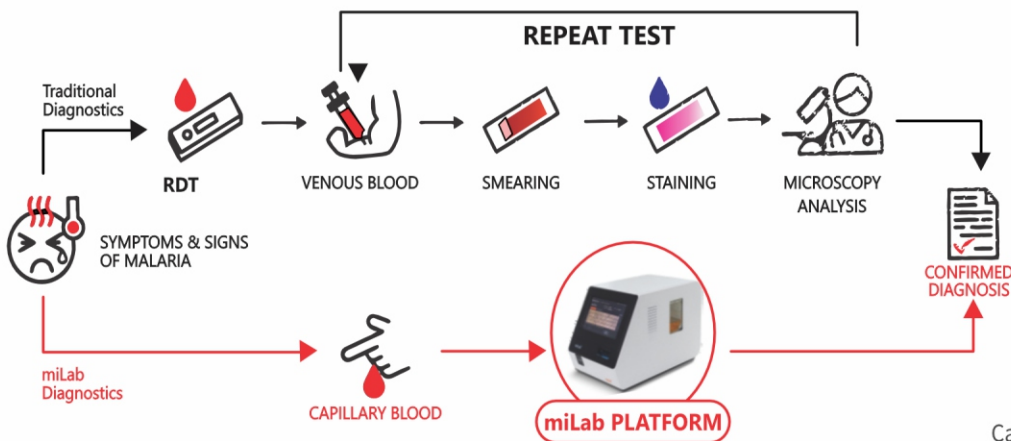 REPEAT TEST
Traditional
Diagnostics
RDT
VENOUS BLOOD
SMEARING
STAINING
MICROSCOPY
ANALYSIS
SYMPTOMS & SIGNS
OF MALARIA
CONFIRMED
DIAGNOSIS
miLab
Diagnostics
CAPILLARY BLOOD
miLab PLATFORM
Ca